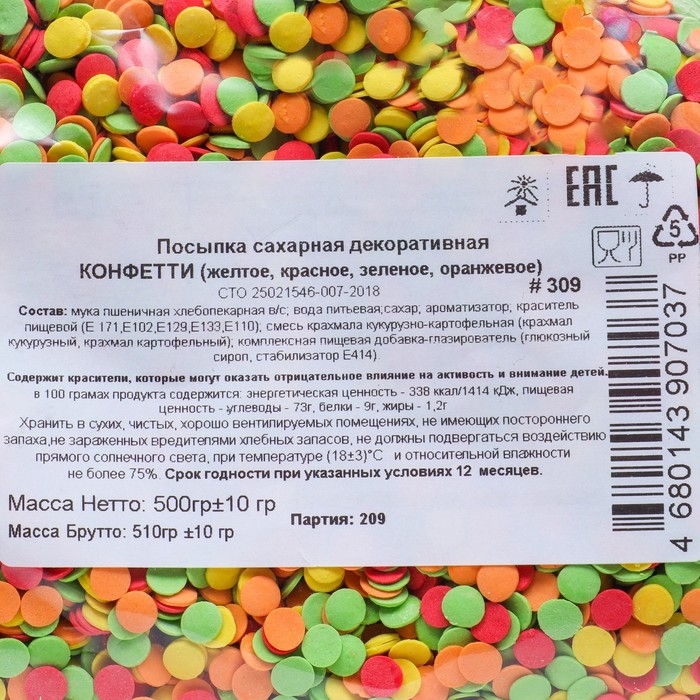 ЕАС
5
PP
Посыпка сахарная декоративная
КОНФЕТТИ (желтое, красное, зеленое, оранжевое)
СТО 25021546-007-2018
# 309
Состав: мука пшеничная хлебопекарная в/с; вода питьевая;сахар; ароматизатор; краситель
пищевой (Е 171,Е102,Е129,Е133,Е110); смесь крахмала кукурузно-картофельная (крахмал
кукурузный, крахмал картофельный); комплексная пищевая добавка-глазирователь (глюкозный
сироп, стабилизатор Е414).
Содержит красители, которые могут оказать отрицательное влияние на активность и внимание детей.
в 100 грамах продукта содержится: энергетическая ценность - 338 ккал/1414 кДж, пищевая
ценность - углеводы - 73г, белки - 9г, жиры - 1,2г
Хранить в сухих, чистых, хорошо вентилируемых помещениях, не имеющих постороннего
запаха,не зараженных вредителями хлебных запасов, не должны подвергаться воздействию
прямого солнечного света, при температуре (18±3)°С и относительной влажности
не более 75%. Срок годности при указанных условиях 12 месяцев.
Масса Нетто: 500гр±10 гр
Масса Брутто: 510гр ±10 гр
Партия: 209
4 680143 907037